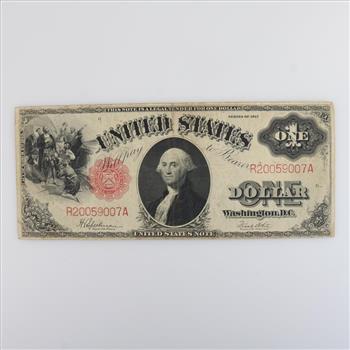 THIS NOTE IS A LEGAL TENDER FOR ONE DOLLAR
SERIES OF 1917
UNITED STATES
ONE
Will pay to Bearer
R20059007A
R20059007A
DOLLAR
ONE
Washington, D.C.
UNITED STATES NOTE